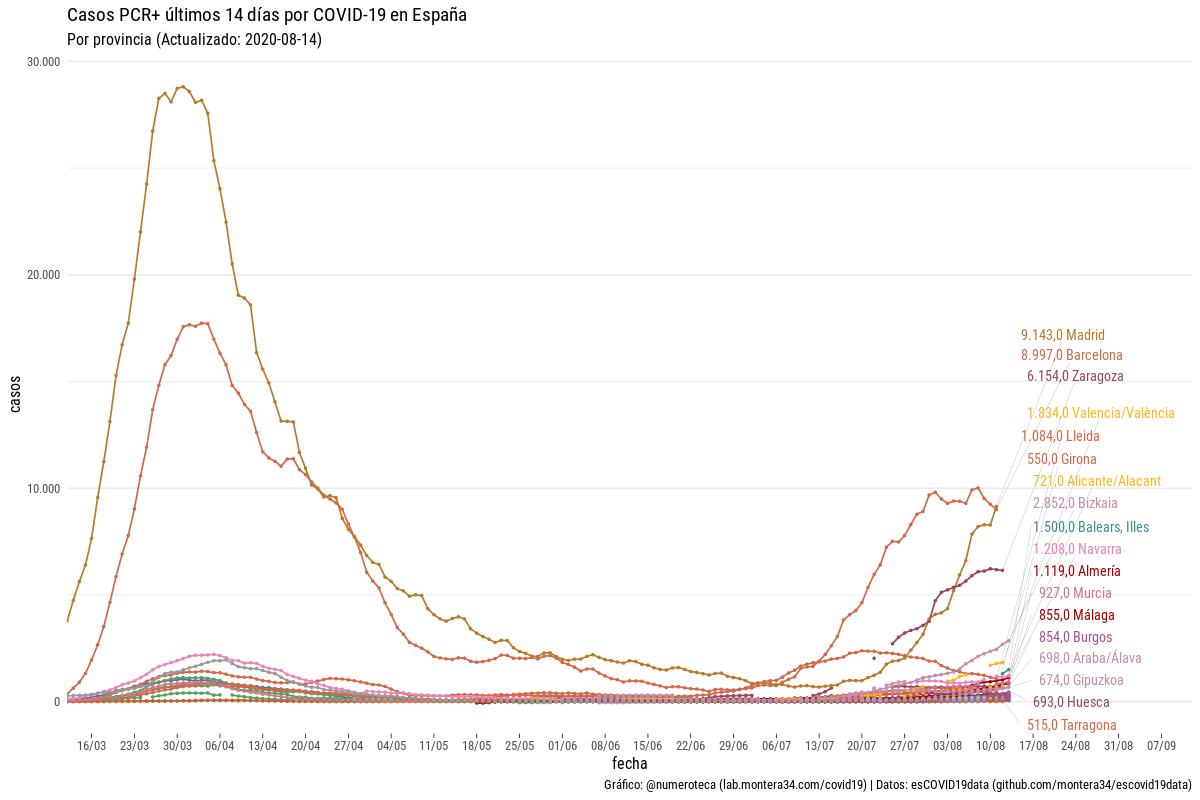 Casos PCR+ últimos 14 días por COVID-19 en España
Por provincia (Actualizado: 2020-08-14)
30.000
20.000
10.000
0
casos
9.143,0 Madrid
8.997,0 Barcelona
6.154,0 Zaragoza
1.834,0 Valencia/València
1.084,0 Lleida
550,0 Girona
721,0 Alicante/Alacant
2.852,0 Bizkaia
1.500,0 Balears, Illes
1.208,0 Navarra
1.119,0 Almería
927,0 Murcia
855,0 Málaga
854,0 Burgos
698,0 Araba/Álava
674,0 Gipuzkoa
693,0 Huesca
515,0 Tarragona
16/03 23/03 30/03 06/04 13/04 20/04 27/04 04/05 11/05 18/05 25/05 01/06 08/06 15/06 22/06 29/06 06/07 13/07 20/07 27/07 03/08 10/08 17/08 24/08 31/08 07/09
fecha
Gráfico: @numeroteca (lab.montera34.com/covid19) | Datos: esCOVID19data (github.com/montera34/escovid19data)